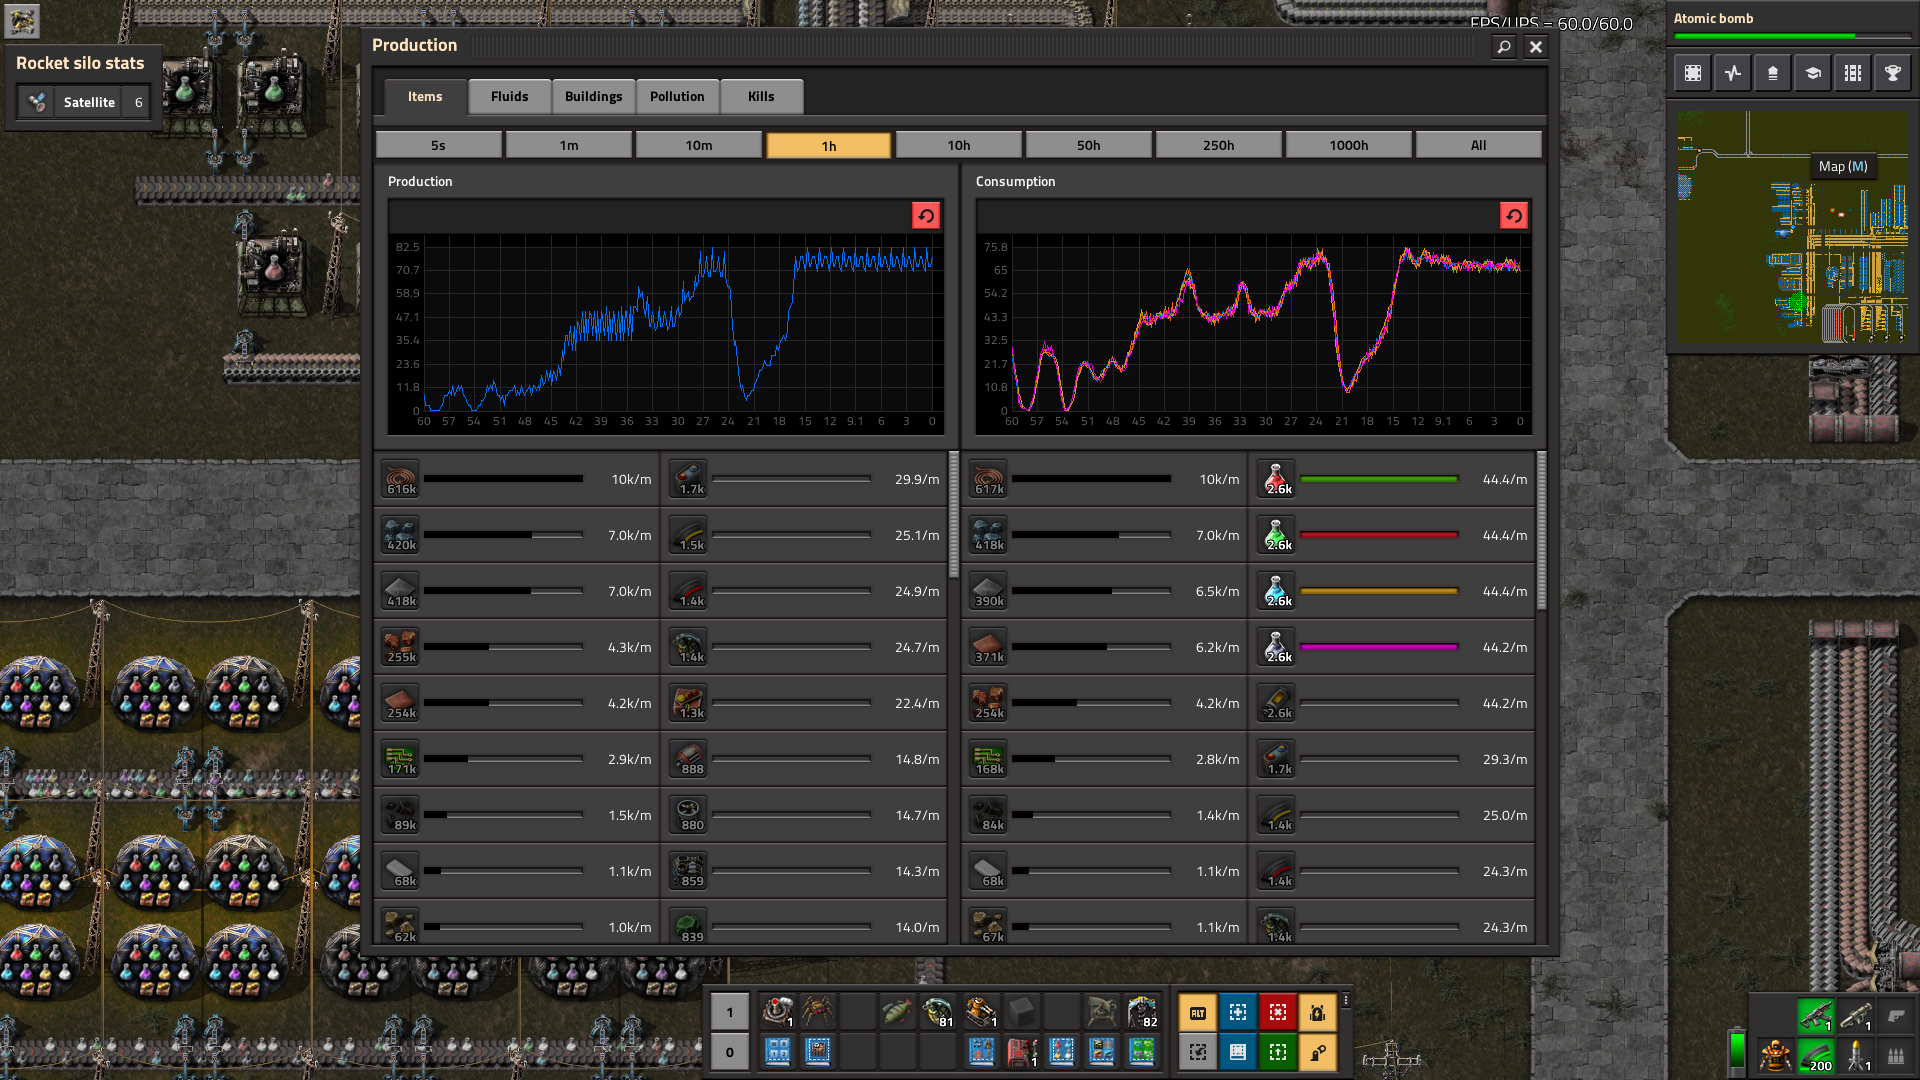 FPS/UPS = 60.0/60.0
Atomic bomb
Rocket silo stats
Satellite 6
Map (M)
Production
Items Fluids Buildings Pollution Kills
5s 1m 10m 1h 10h 50h 250h 1000h All
Production
82.5
70.7
58.9
47.1
35.4
23.6
11.8
0
60 57 54 51 48 45 42 39 36 33 30 27 24 21 18 15 12 9.1 6 3 0
Consumption
75.8
65
54.2
43.3
32.5
21.7
10.8
0
60 57 54 51 48 45 42 39 36 33 30 27 24 21 18 15 12 9.1 6 3 0
616k 10k/m 1.7k 29.9/m 617k 10k/m 2.6k 44.4/m
420k 7.0k/m 1.5k 25.1/m 418k 7.0k/m 2.6k 44.4/m
418k 7.0k/m 1.4k 24.9/m 390k 6.5k/m 2.6k 44.4/m
255k 4.3k/m 1.4k 24.7/m 371k 6.2k/m 2.6k 44.2/m
254k 4.2k/m 1.3k 22.4/m 254k 4.2k/m 2.6k 44.2/m
171k 2.9k/m 888 14.8/m 168k 2.8k/m 1.7k 29.3/m
89k 1.5k/m 880 14.7/m 84k 1.4k/m 1.4k 25.0/m
68k 1.1k/m 859 14.3/m 68k 1.1k/m 1.4k 24.3/m
62k 1.0k/m 839 14.0/m 67k 1.1k/m 1.4k 24.3/m
1 1 81 1 82 ALT
0 1
1 1
200 1